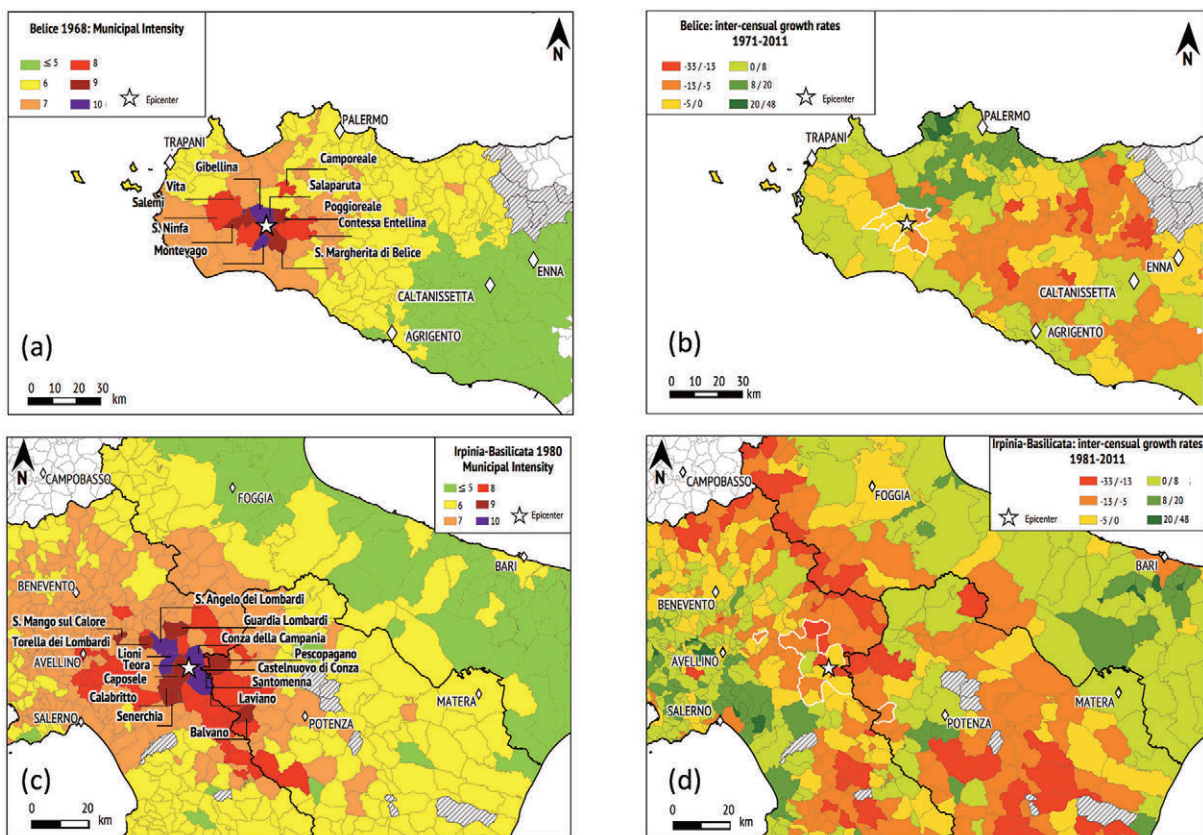 Belice 1968: Municipal Intensity
≤ 5
8
6
9
7
10
Epicenter
N
PALERMO
TRAPANI
Gibellina
Camporeale
Vita
Salaparuta
Salemi
Poggioreale
Contessa Entellina
S. Ninfa
Montevago
S. Margherita di Belice
ENNA
CALTANISSETTA
AGRIGENTO
(a)
0 10 20 30
km
Belice: inter-censual growth rates
1971-2011
-33 / -13
0 / 8
-13 / -5
8 / 20
-5 / 0
20 / 48
Epicenter
N
PALERMO
TRAPANI
ENNA
CALTANISSETTA
AGRIGENTO
(b)
0 10 20 30
km
Irpinia-Basilicata 1980
Municipal Intensity
≤ 5
8
6
9
7
10
Epicenter
N
CAMPOBASSO
FOGGIA
BARI
BENEVENTO
S. Angelo dei Lombardi
S. Mango sul Calore
Guardia Lombardi
Torella dei Lombardi
Conza della Campania
Lioni
AVELLINO
Pescopagano
Teora
Castelnuovo di Conza
Caposele
Santomenna
MATERA
Calabritto
Laviano
SALERNO
Senerchia
POTENZA
Balvano
(c)
0 20
km
Irpinia-Basilicata: inter-censual growth rates
1981-2011
-33 / -13
0 / 8
-13 / -5
8 / 20
-5 / 0
20 / 48
Epicenter
N
CAMPOBASSO
FOGGIA
BARI
BENEVENTO
AVELLINO
MATERA
SALERNO
POTENZA
(d)
0 20
km